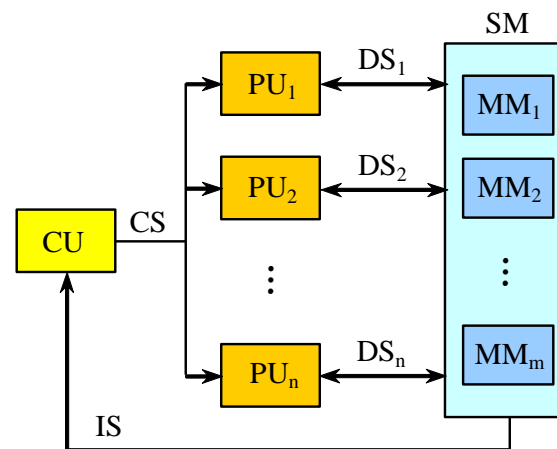 SM
DS₁
PU₁
MM₁
DS₂
PU₂
MM₂
CS
CU
⋮
⋮
DSₙ
PUₙ
MMₘ
IS